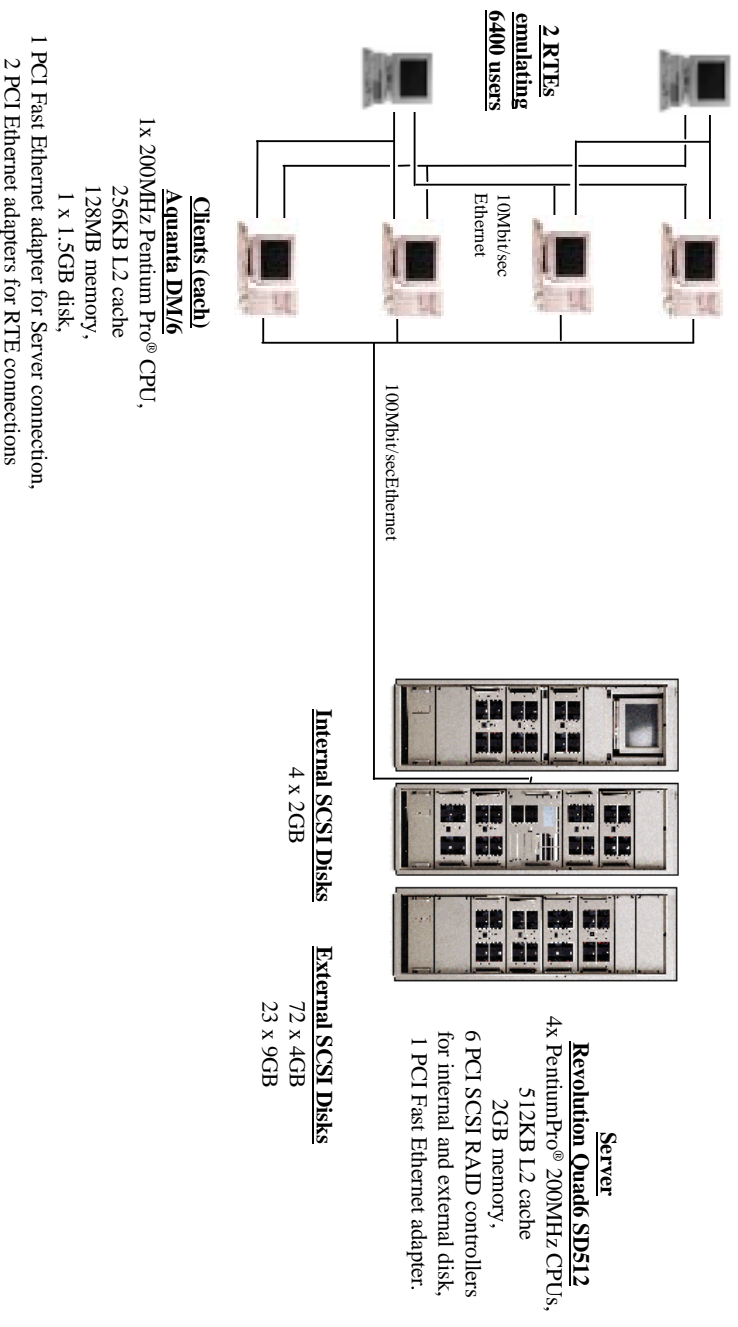 2 RTEs
emulating
6400 users
10Mbit/sec
Ethernet
Clients (each)
Aquanta DM/6
1x 200MHz Pentium Pro® CPU,
256KB L2 cache
128MB memory,
1 x 1.5GB disk,
1 PCI Fast Ethernet adapter for Server connection,
2 PCI Ethernet adapters for RTE connections
100Mbit/secEthernet
Internal SCSI Disks
4 x 2GB
External SCSI Disks
72 x 4GB
23 x 9GB
Server
Revolution Quad6 SD512
4x PentiumPro® 200MHz CPUs,
512KB L2 cache
2GB memory,
6 PCI SCSI RAID controllers
for internal and external disk,
1 PCI Fast Ethernet adapter.